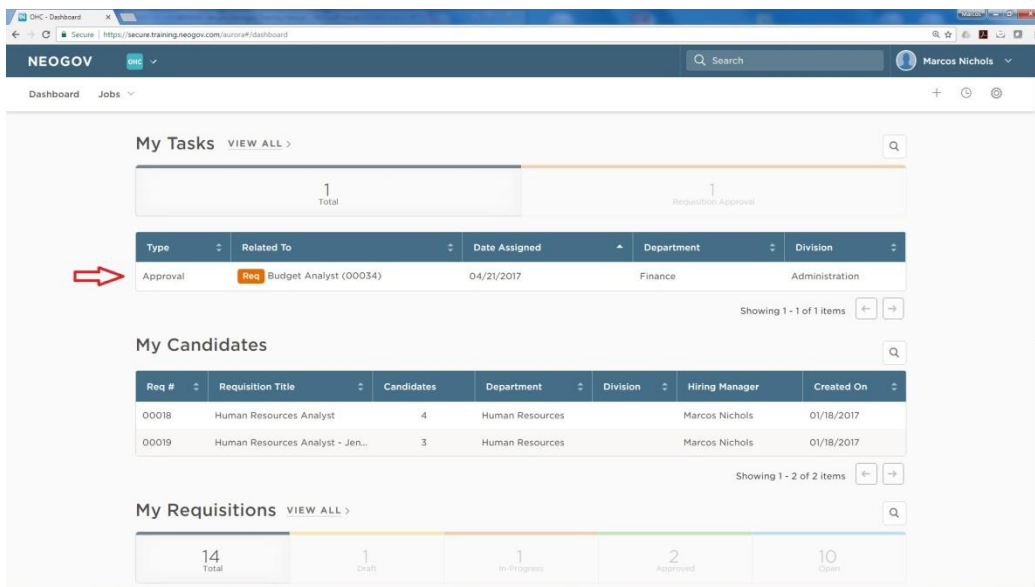 OHC - Dashboard
Marcos
Secure https://secure.training.neogov.com/aurora#/dashboard
NEOGOV OHC Search Marcos Nichols
Dashboard Jobs
My Tasks VIEW ALL >
1 1
Total Requisition Approval
Type Related To Date Assigned Department Division
Approval Req Budget Analyst (00034) 04/21/2017 Finance Administration
Showing 1 - 1 of 1 items
My Candidates
Req # Requisition Title Candidates Department Division Hiring Manager Created On
00018 Human Resources Analyst 4 Human Resources Marcos Nichols 01/18/2017
00019 Human Resources Analyst - Jen... 3 Human Resources Marcos Nichols 01/18/2017
Showing 1 - 2 of 2 items
My Requisitions VIEW ALL >
14 1 1 2 10
Total Draft In-Progress Approved Open